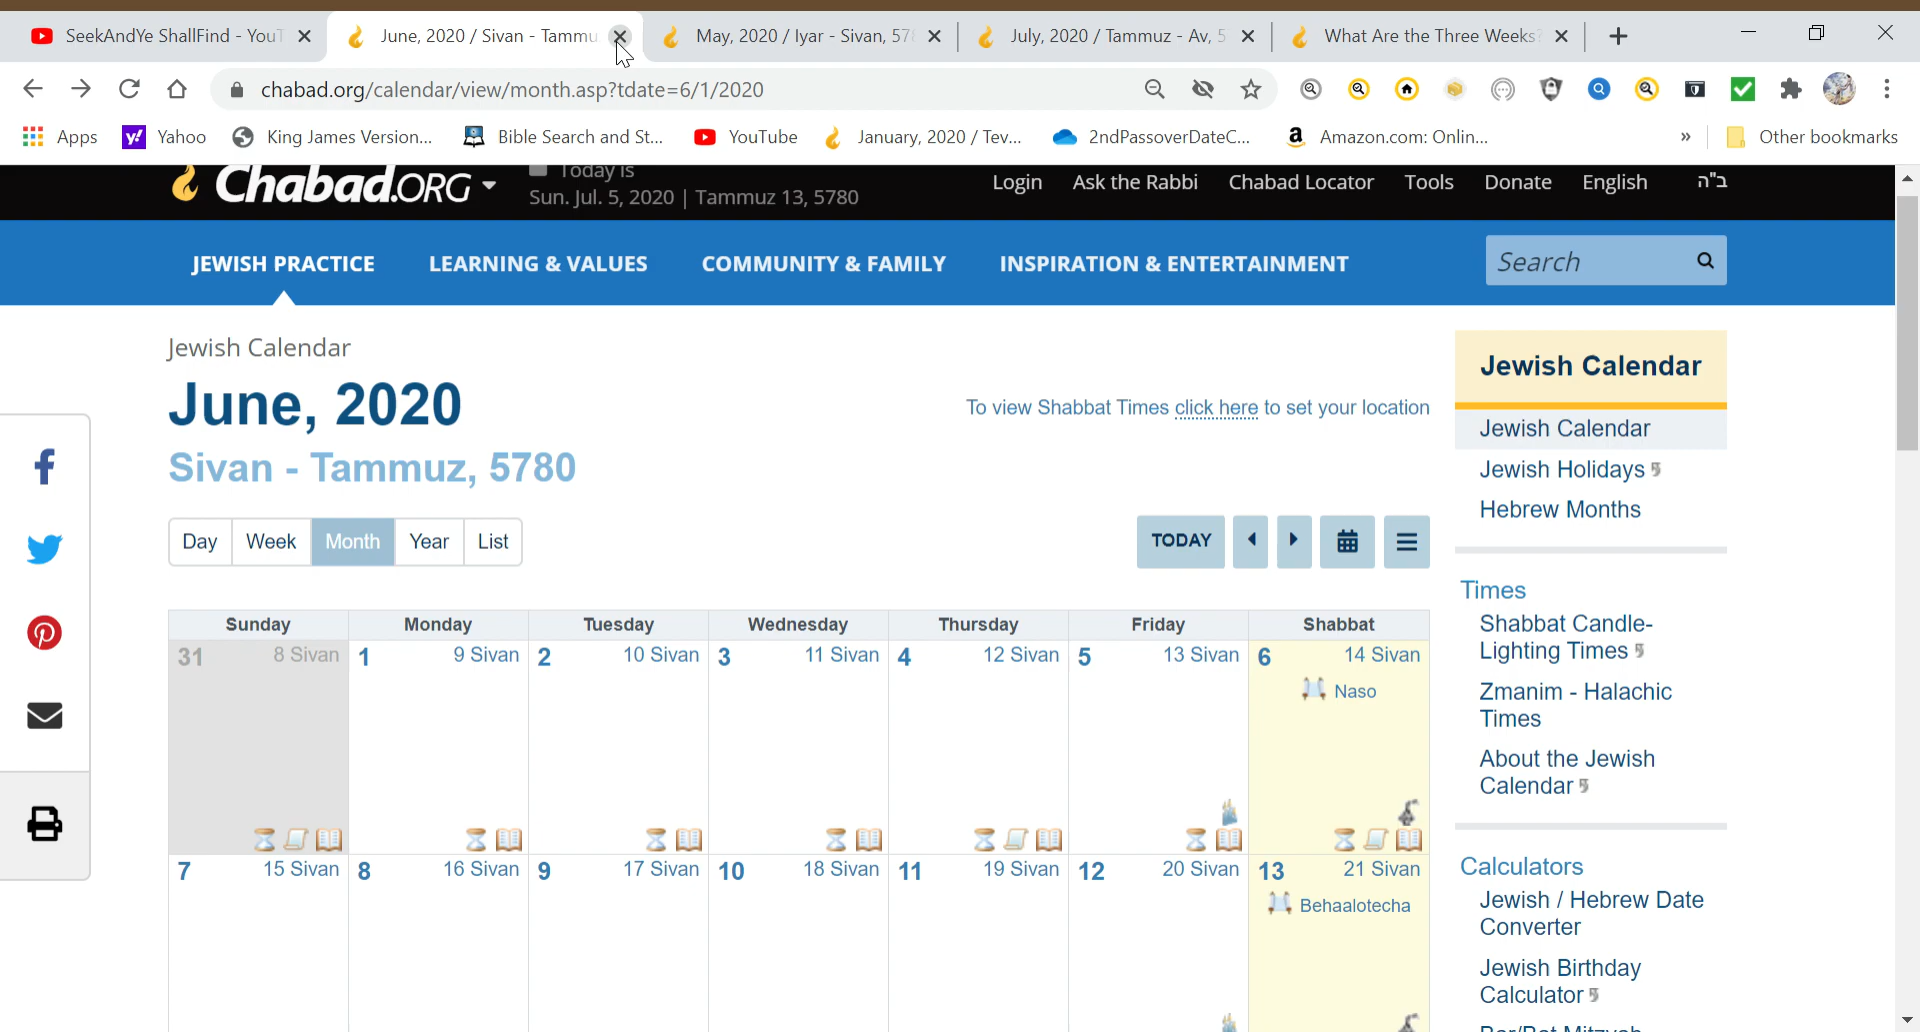 SeekAndYe ShallFind - YouT
June, 2020 / Sivan - Tammu
May, 2020 / Iyar - Sivan, 578
July, 2020 / Tammuz - Av, 5
What Are the Three Weeks?
chabad.org/calendar/view/month.asp?tdate=6/1/2020
Apps
Yahoo
King James Version...
Bible Search and St...
YouTube
January, 2020 / Tev...
2ndPassoverDateC...
Amazon.com: Onlin...
»
Other bookmarks
Chabad.ORG
Today is
Sun. Jul. 5, 2020 | Tammuz 13, 5780
Login
Ask the Rabbi
Chabad Locator
Tools
Donate
English
ב"ה
JEWISH PRACTICE
LEARNING & VALUES
COMMUNITY & FAMILY
INSPIRATION & ENTERTAINMENT
Search
Jewish Calendar
June, 2020
Sivan - Tammuz, 5780
To view Shabbat Times click here to set your location
Day
Week
Month
Year
List
TODAY
Sunday
Monday
Tuesday
Wednesday
Thursday
Friday
Shabbat
31 8 Sivan
1 9 Sivan
2 10 Sivan
3 11 Sivan
4 12 Sivan
5 13 Sivan
6 14 Sivan
Naso
7 15 Sivan
8 16 Sivan
9 17 Sivan
10 18 Sivan
11 19 Sivan
12 20 Sivan
13 21 Sivan
Behaalotecha
Jewish Calendar
Jewish Calendar
Jewish Holidays
Hebrew Months
Times
Shabbat Candle-
Lighting Times
Zmanim - Halachic
Times
About the Jewish
Calendar
Calculators
Jewish / Hebrew Date
Converter
Jewish Birthday
Calculator
Bar/Bat Mitzvah